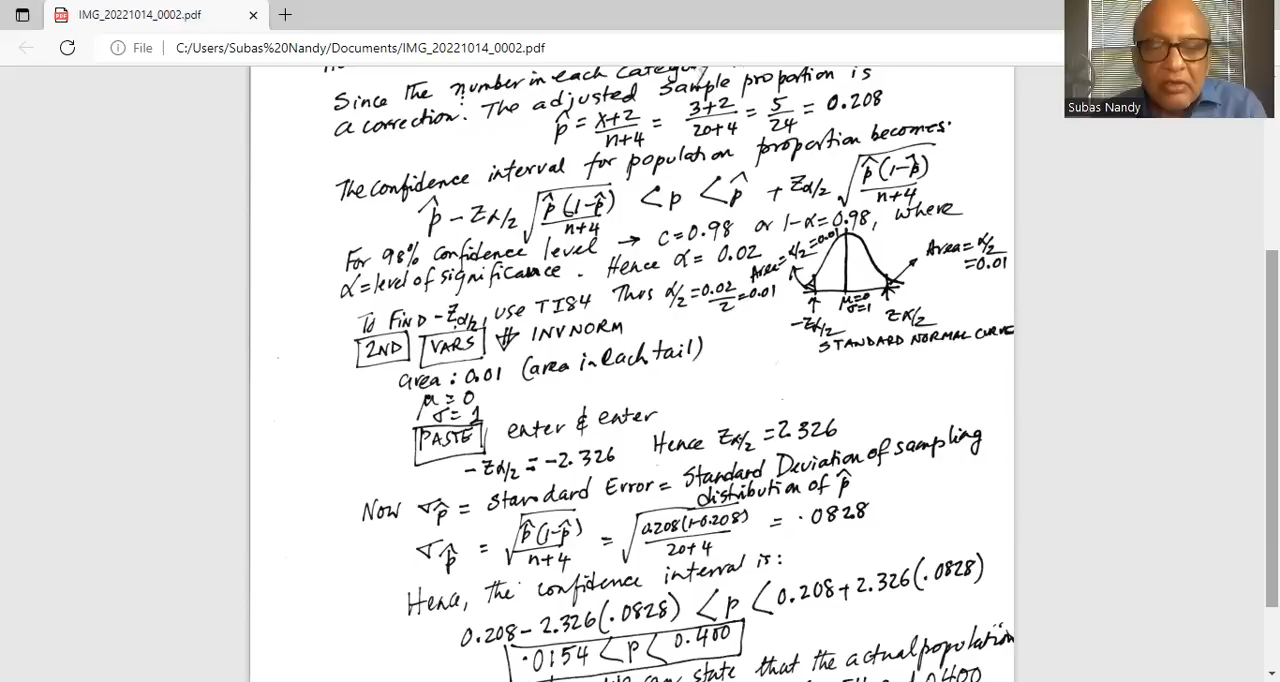 IMG_20221014_0002.pdf
File C:/Users/Subas%20Nandy/Documents/IMG_20221014_0002.pdf
Subas Nandy
Since the number in each category
a correction. The adjusted sample proportion is
p̂ = x+2/n+4 = 3+2/20+4 = 5/24 = 0.208
The confidence interval for population proportion becomes.
p̂ - Zα/2 √p̂(1-p̂)/n+4 < p < p̂ + Zα/2 √p̂(1-p̂)/n+4
For 98% confidence level → c = 0.98 or 1-α = 0.98, where
α = level of significance. Hence α = 0.02
Area = α/2 = 0.01
Area = α/2 = 0.01
Thus α/2 = 0.02/2 = 0.01
μ=0
σ=1
-Zα/2
Zα/2
STANDARD NORMAL CURVE
To FIND -Zα/2, use TI84
2ND VARS INVNORM
area : 0.01 (area in each tail)
μ = 0
σ = 1
PASTE enter & enter
-Zα/2 = -2.326 Hence Zα/2 = 2.326
Now σp̂ = Standard Error = Standard Deviation of sampling
distribution of p̂
σp̂ = √p̂(1-p̂)/n+4 = √0.208(1-0.208)/20+4 = .0828
Hence, the confidence interval is:
0.208 - 2.326(.0828) < p < 0.208 + 2.326(.0828)
.0154 < p < 0.400
state that the actual population
0.400